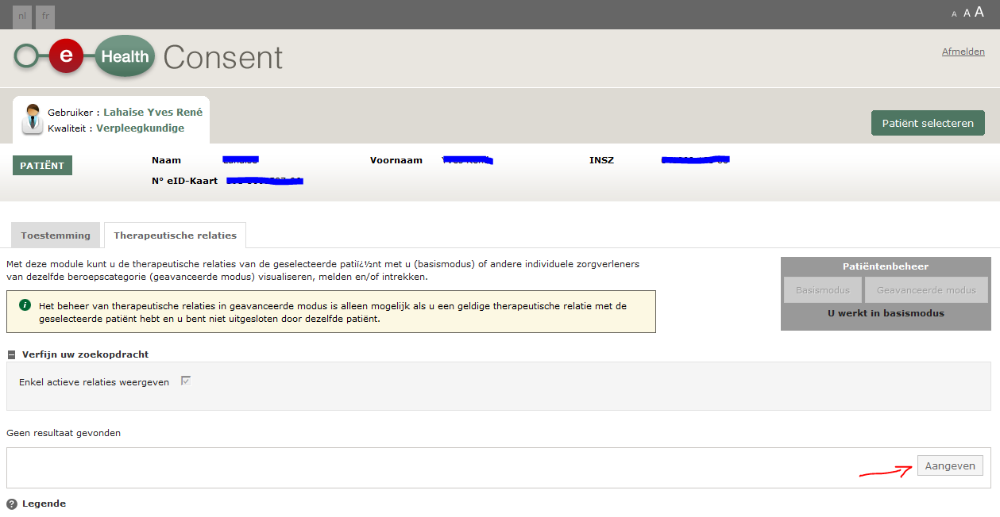 nl fr A A A
e Health Consent
Afmelden
Gebruiker : Lahaise Yves René
Kwaliteit : Verpleegkundige
Patiënt selecteren
PATIËNT
Naam Voornaam INSZ
N° eID-Kaart
Toestemming Therapeutische relaties
Met deze module kunt u de therapeutische relaties van de geselecteerde patiï¿½nt met u (basismodus) of andere individuele zorgverleners
van dezelfde beroepscategorie (geavanceerde modus) visualiseren, melden en/of intrekken.
Patiëntenbeheer
Basismodus Geavanceerde modus
U werkt in basismodus
i Het beheer van therapeutische relaties in geavanceerde modus is alleen mogelijk als u een geldige therapeutische relatie met de
geselecteerde patiënt hebt en u bent niet uitgesloten door dezelfde patiënt.
Verfijn uw zoekopdracht
Enkel actieve relaties weergeven
Geen resultaat gevonden
Aangeven
? Legende